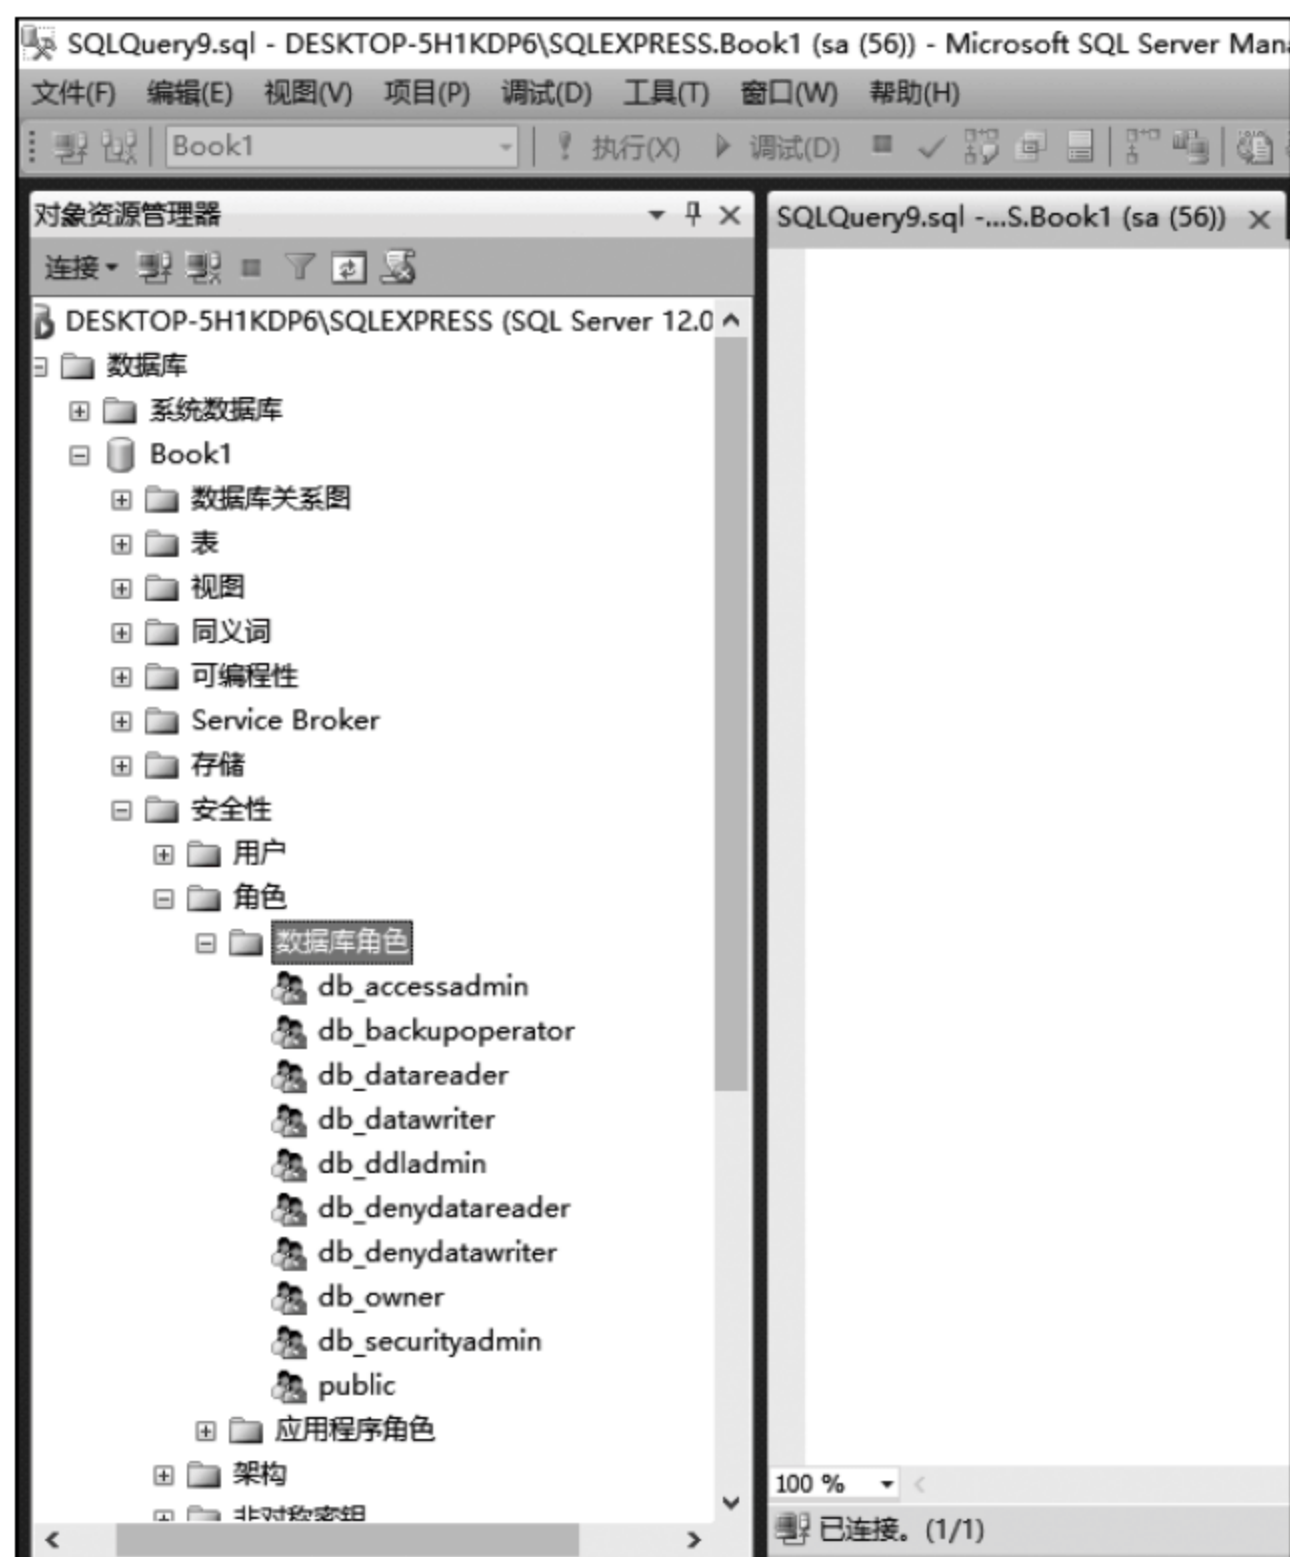 SQLQuery9.sql - DESKTOP-5H1KDP6\SQLEXPRESS.Book1 (sa (56)) - Microsoft SQL Server Man
文件(F) 编辑(E) 视图(V) 项目(P) 调试(D) 工具(T) 窗口(W) 帮助(H)
Book1 执行(X) 调试(D)
对象资源管理器
SQLQuery9.sql -...S.Book1 (sa (56))
连接
DESKTOP-5H1KDP6\SQLEXPRESS (SQL Server 12.0
数据库
系统数据库
Book1
数据库关系图
表
视图
同义词
可编程性
Service Broker
存储
安全性
用户
角色
数据库角色
db_accessadmin
db_backupoperator
db_datareader
db_datawriter
db_ddladmin
db_denydatareader
db_denydatawriter
db_owner
db_securityadmin
public
应用程序角色
架构
非对称密钥
100 %
已连接。(1/1)